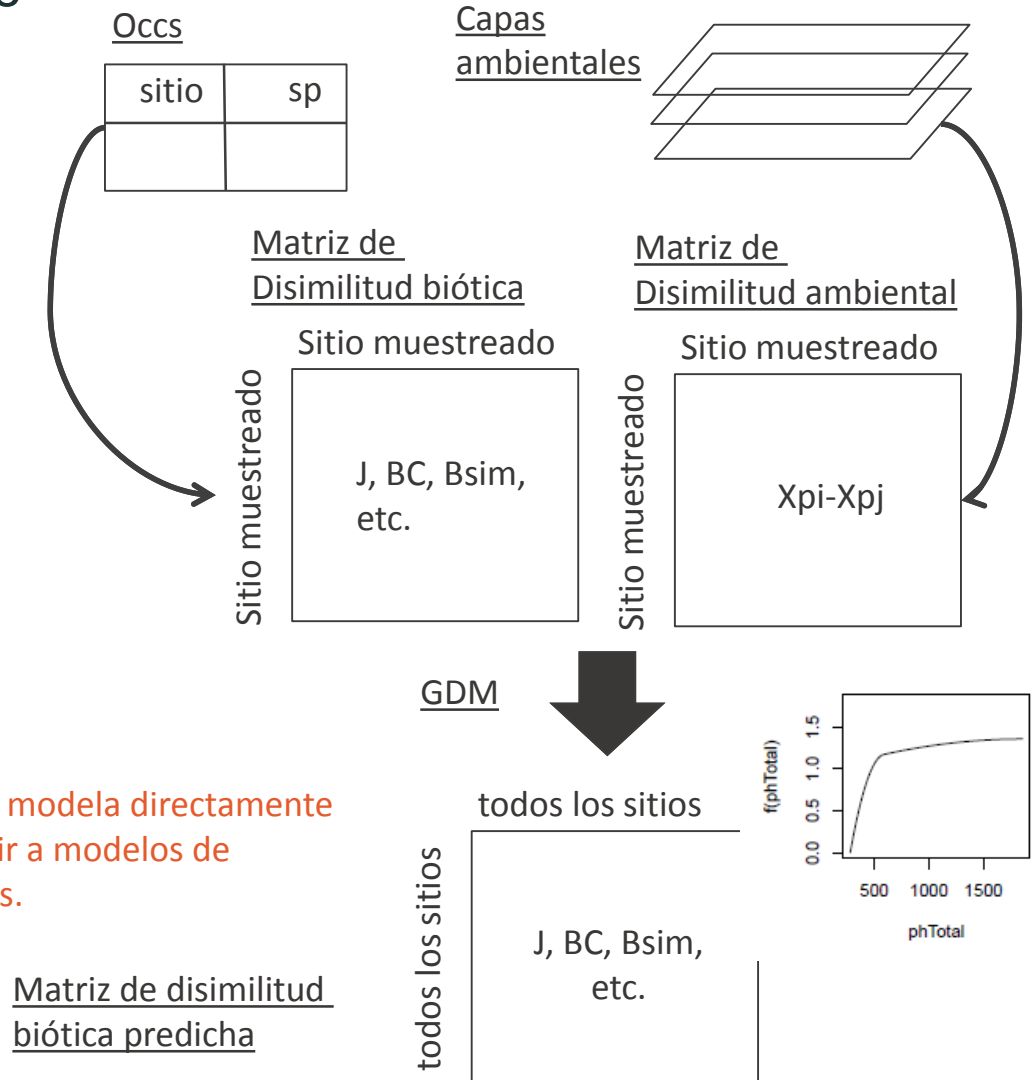 Occs
sitio sp
Capas
ambientales
Matriz de
Disimilitud biótica
Sitio muestreado
Sitio muestreado
J, BC, Bsim,
etc.
Matriz de
Disimilitud ambiental
Sitio muestreado
Sitio muestreado
Xpi-Xpj
GDM
modela directamente
ir a modelos de
s.
todos los sitios
todos los sitios
J, BC, Bsim,
etc.
Matriz de disimilitud
biótica predicha
f(phTotal)
1.5
1.0
0.5
0.0
500 1000 1500
phTotal